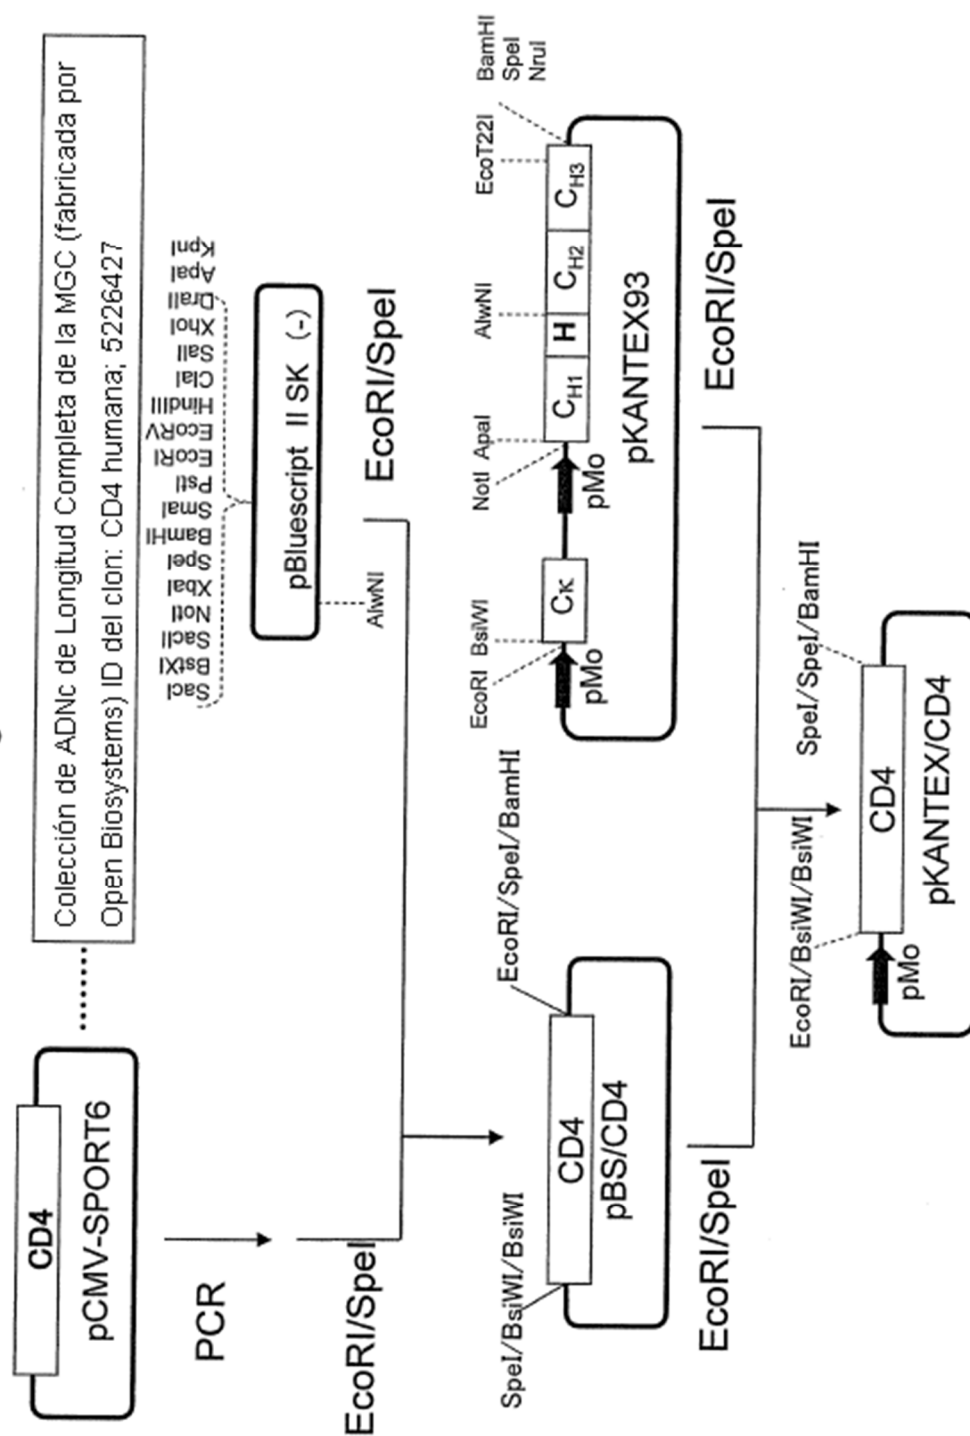 CD4
pCMV-SPORT6
Colección de ADNc de Longitud Completa de la MGC (fabricada por
Open Biosystems) ID del clon: CD4 humana; 5226427
PCR
EcoRI/SpeI
SacI
BstXI
SacII
NotI
XbaI
SpeI
BamHI
SmaI
PstI
EcoRI
EcoRV
HindIII
ClaI
SalI
XhoI
DraII
ApaI
KpnI
pBluescript II SK (-)
AlwNI
EcoRI/SpeI
SpeI/BsiWI/BsiWI
EcoRI/SpeI/BamHI
CD4
pBS/CD4
EcoRI/SpeI
EcoRI
BsiWI
NotI
ApaI
AlwNI
EcoT22I
BamHI
SpeI
NruI
pMo
Cκ
pMo
CH1
H
CH2
CH3
pKANTEX93
EcoRI/SpeI
EcoRI/BsiWI/BsiWI
SpeI/SpeI/BamHI
pMo
CD4
pKANTEX/CD4